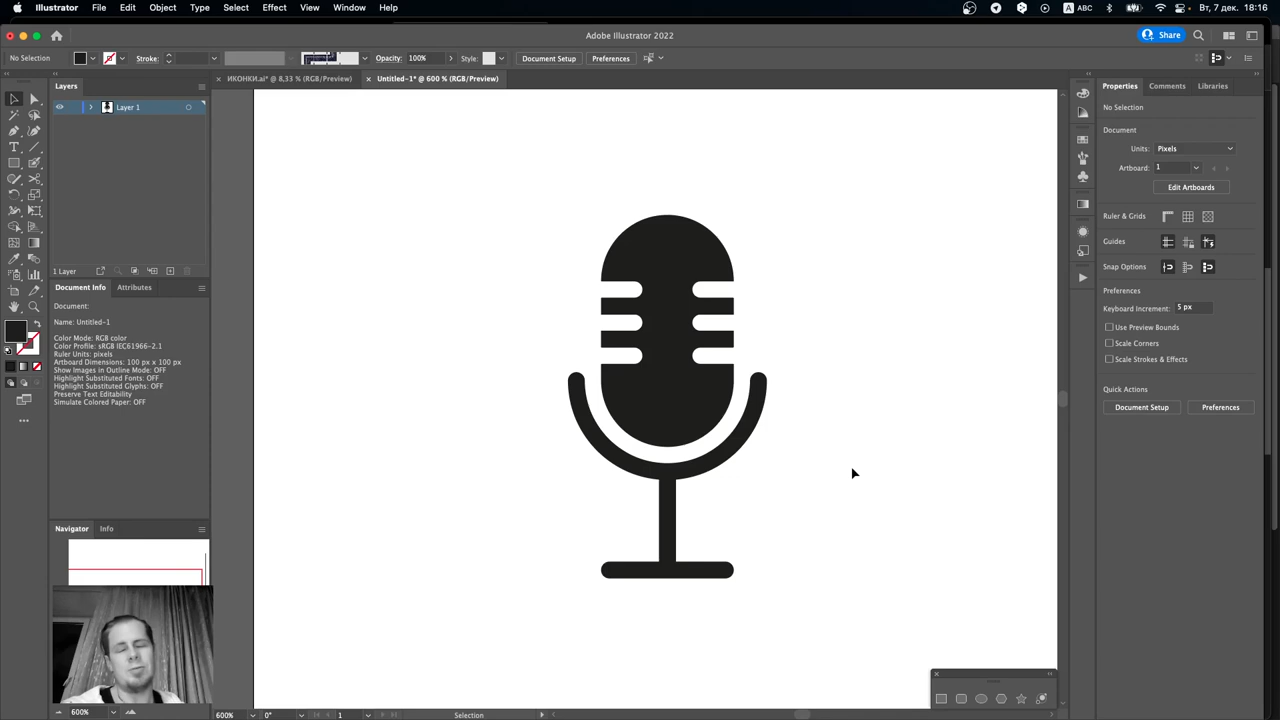 Illustrator File Edit Object Type Select Effect View Window Help
ABC Вт, 7 дек. 18:16
Adobe Illustrator 2022
Share
No Selection Stroke: Opacity: 100% Style: Document Setup Preferences
Layers
ИКОНКИ.ai* @ 8,33 % (RGB/Preview)
Untitled-1* @ 600 % (RGB/Preview)
Properties Comments Libraries
Layer 1
No Selection
Document
Units: Pixels
Artboard: 1
Edit Artboards
Ruler & Grids
Guides
Snap Options
1 Layer
Document Info Attributes
Preferences
Document:
Keyboard Increment: 5 px
Name: Untitled-1
Use Preview Bounds
Color Mode: RGB color
Color Profile: sRGB IEC61966-2.1
Scale Corners
Ruler Units: pixels
Artboard Dimensions: 100 px x 100 px
Scale Strokes & Effects
Show Images in Outline Mode: OFF
Highlight Substituted Fonts: OFF
Highlight Substituted Glyphs: OFF
Quick Actions
Preserve Text Editability
Simulate Colored Paper: OFF
Document Setup Preferences
Navigator Info
600%
600% 0° 1 Selection